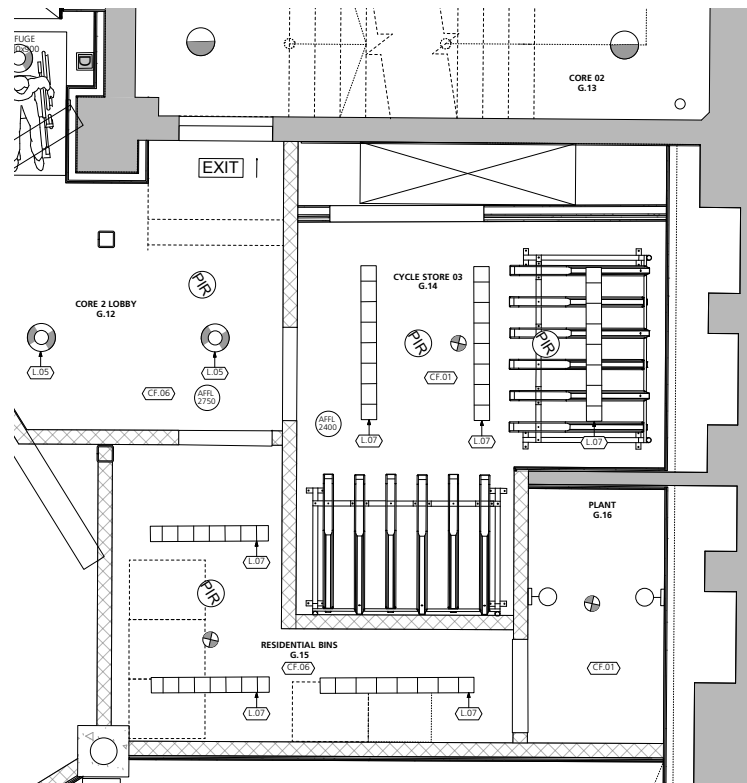 FUGE
CORE 02
G.13
EXIT
PIR
CYCLE STORE 03
G.14
CORE 2 LOBBY
G.12
PIR
PIR
L.05
L.05
CF.06
AFFL
2750
CF.01
AFFL
2400
L.07
L.07
L.07
PLANT
G.16
L.07
PIR
RESIDENTIAL BINS
G.15
CF.06
CF.01
L.07
L.07